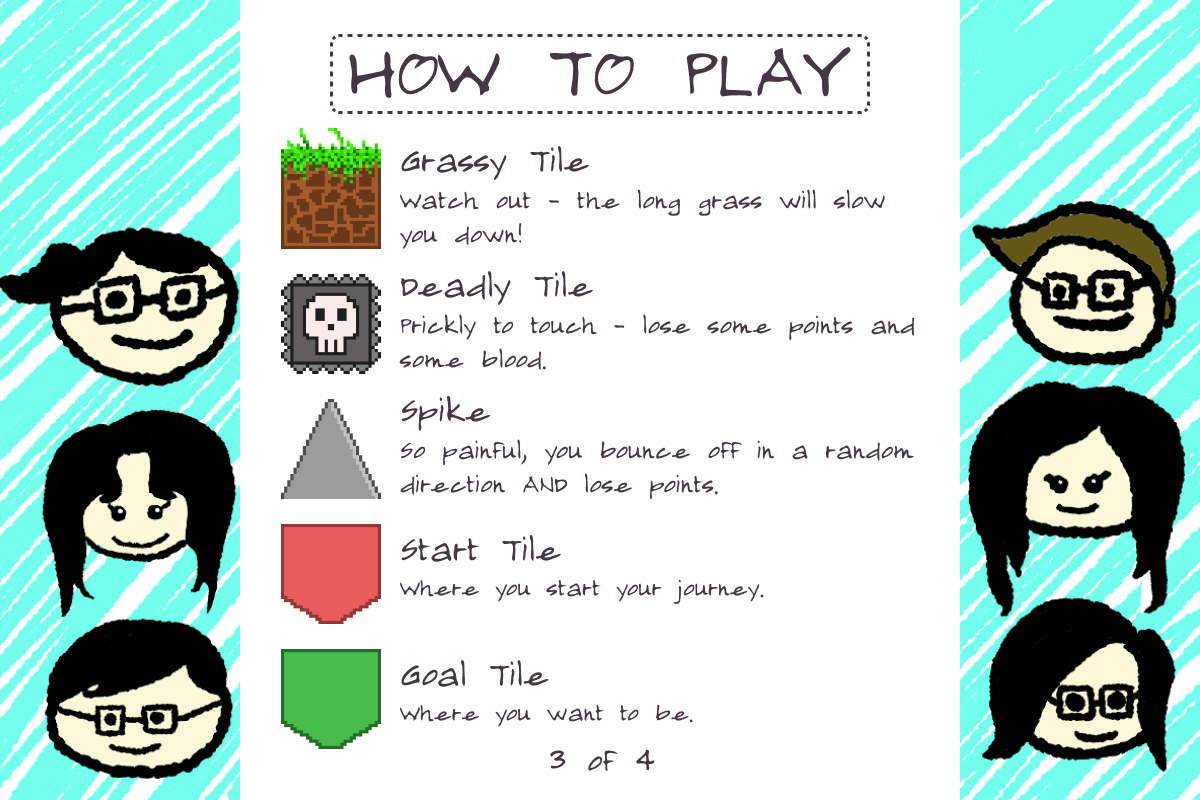 HOW TO PLAY
Grassy Tile
Watch out - the long grass will slow
you down!
Deadly Tile
Prickly to touch - lose some points and
some blood.
Spike
So painful, you bounce off in a random
direction AND lose points.
Start Tile
Where you start your journey.
Goal Tile
Where you want to be.
3 of 4